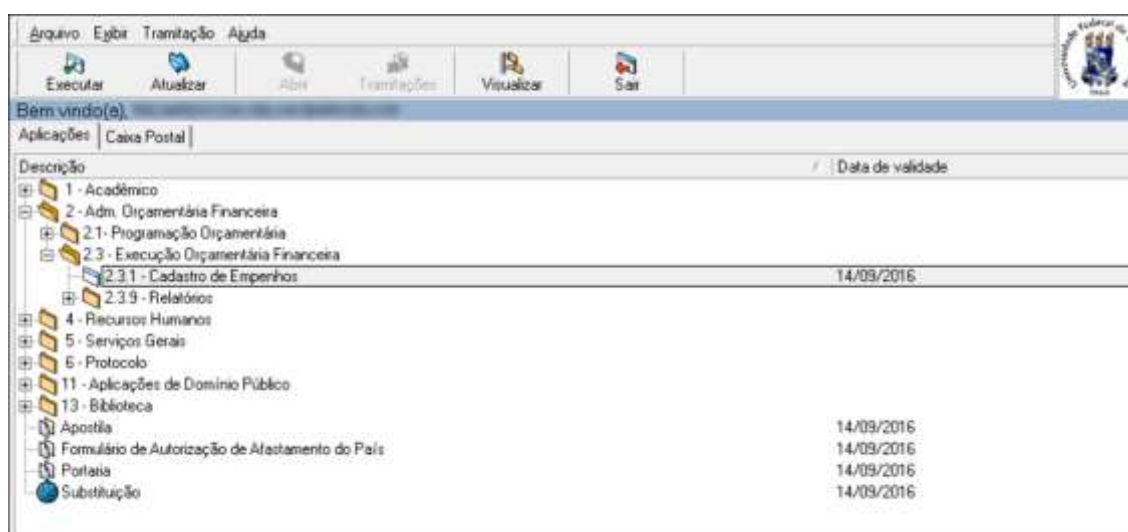 Arquivo Exibir Tramitação Ajuda
Executar Atualizar Abrir Tramitações Visualizar Sair
Bem vindo(a),
Aplicações Caixa Postal
Descrição / Data de validade
1 - Acadêmico
2 - Adm. Orçamentária Financeira
2.1- Programação Orçamentária
2.3 - Execução Orçamentária Financeira
2.3.1 - Cadastro de Empenhos 14/09/2016
2.3.9 - Relatórios
4 - Recursos Humanos
5 - Serviços Gerais
6 - Protocolo
11 - Aplicações de Domínio Público
13 - Biblioteca
Apostila 14/09/2016
Formulário de Autorização de Afastamento do País 14/09/2016
Portaria 14/09/2016
Substituição 14/09/2016